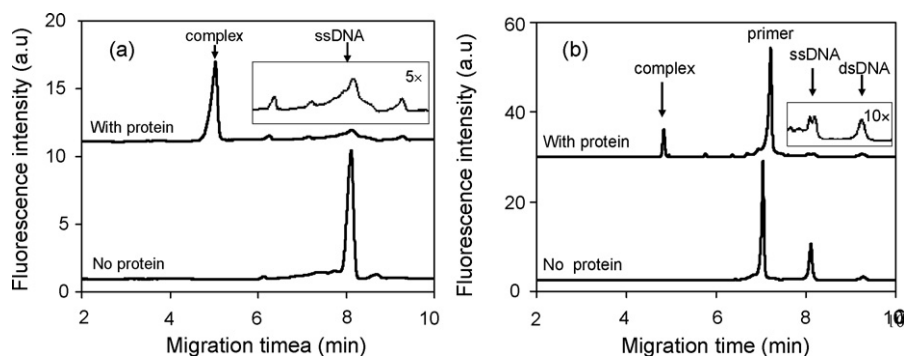 (a)
complex
ssDNA
5×
With protein
No protein
20
15
10
5
0
2
4
6
8
10
Fluorescence intensity (a.u)
Migration timea (min)
(b)
complex
primer
ssDNA
dsDNA
10×
With protein
No protein
60
40
20
0
2
4
6
8
10
Fluorescence intensity (a.u)
Migration time (min)